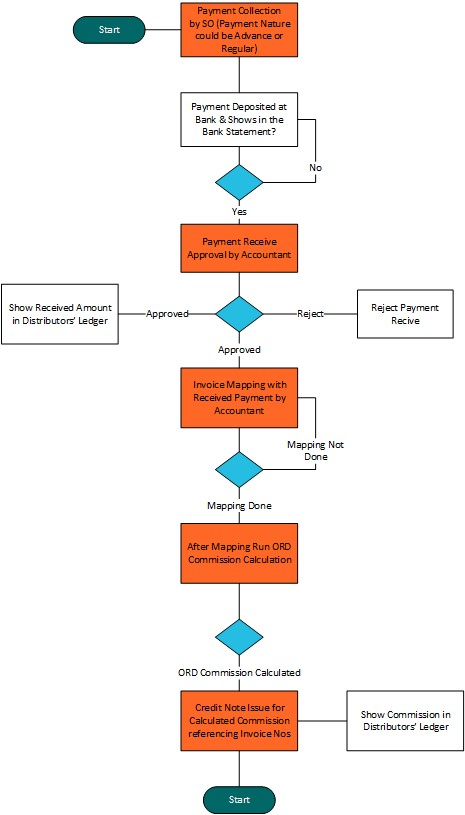 Start
Payment Collection
by SO (Payment Nature
could be Advance or
Regular)
Payment Deposited at
Bank & Shows in the
Bank Statement?
No
Yes
Payment Receive
Approval by Accountant
Show Received Amount
in Distributors' Ledger
Approved
Reject
Reject Payment
Recive
Approved
Invoice Mapping with
Received Payment by
Accountant
Mapping Not
Done
Mapping Done
After Mapping Run ORD
Commission Calculation
ORD Commission Calculated
Credit Note Issue for
Calculated Commission
referencing Invoice Nos
Show Commission in
Distributors' Ledger
Start